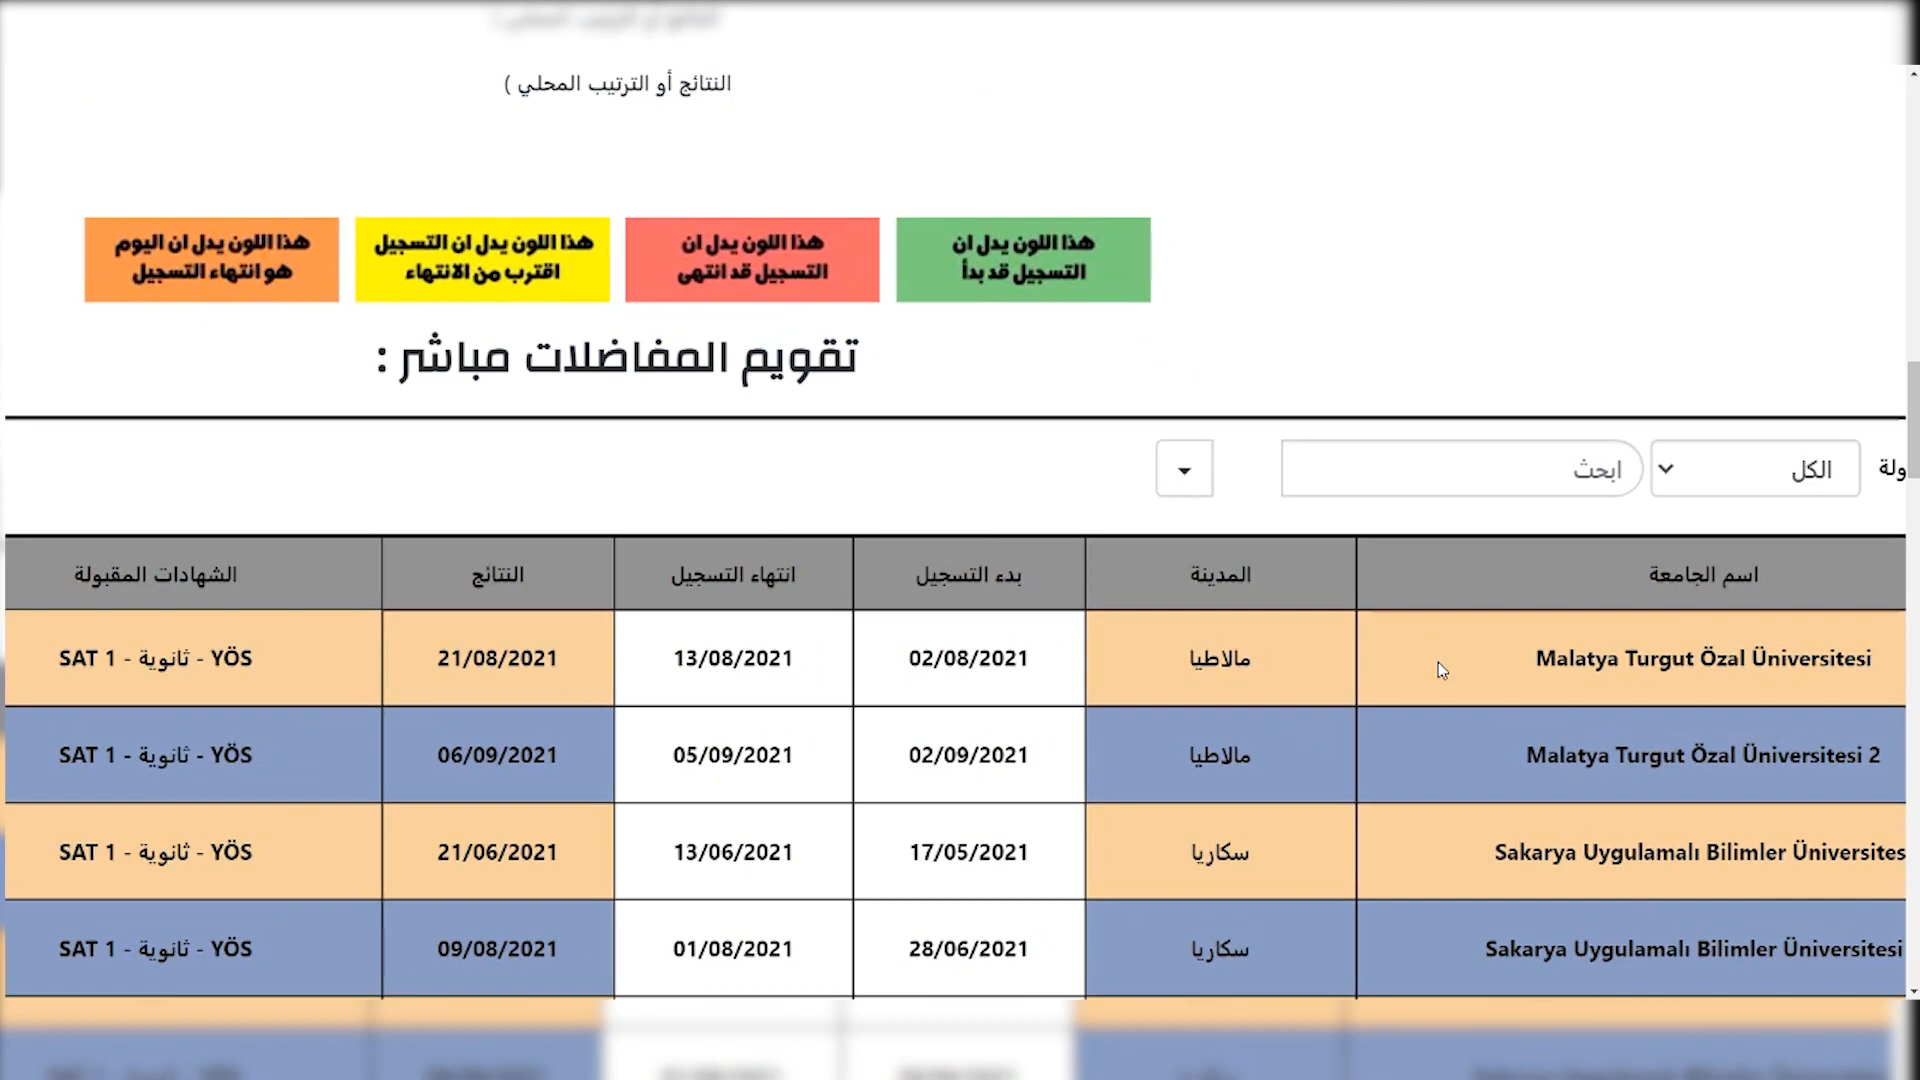 النتائج أو الترتيب المحلي )
هذا اللون يدل ان
التسجيل قد بدأ
هذا اللون يدل ان
التسجيل قد انتهى
هذا اللون يدل ان التسجيل
اقترب من الانتهاء
هذا اللون يدل ان اليوم
هو انتهاء التسجيل
تقويم المفاضلات مباشر :
ولة الكل ابحث
اسم الجامعة المدينة بدء التسجيل انتهاء التسجيل النتائج الشهادات المقبولة
Malatya Turgut Özal Üniversitesi مالاطيا 02/08/2021 13/08/2021 21/08/2021 SAT 1 - ثانوية - YÖS
Malatya Turgut Özal Üniversitesi 2 مالاطيا 02/09/2021 05/09/2021 06/09/2021 SAT 1 - ثانوية - YÖS
Sakarya Uygulamalı Bilimler Üniversites سكاريا 17/05/2021 13/06/2021 21/06/2021 SAT 1 - ثانوية - YÖS
Sakarya Uygulamalı Bilimler Üniversitesi سكاريا 28/06/2021 01/08/2021 09/08/2021 SAT 1 - ثانوية - YÖS